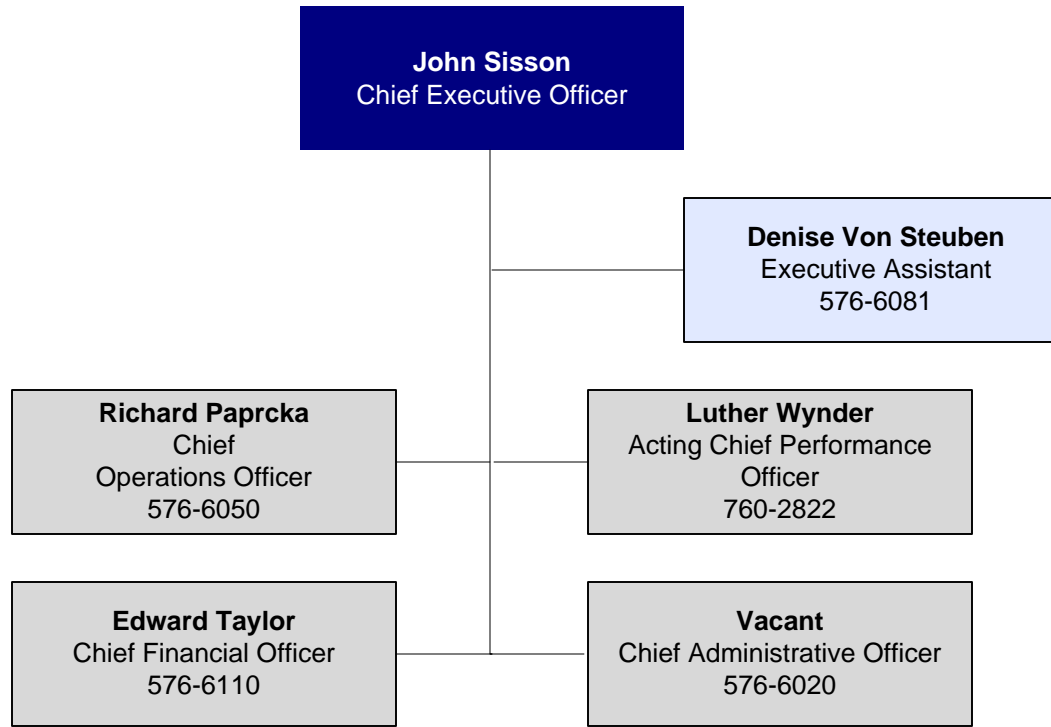 John Sisson
Chief Executive Officer
Denise Von Steuben
Executive Assistant
576-6081
Richard Paprcka
Chief
Operations Officer
576-6050
Luther Wynder
Acting Chief Performance
Officer
760-2822
Edward Taylor
Chief Financial Officer
576-6110
Vacant
Chief Administrative Officer
576-6020